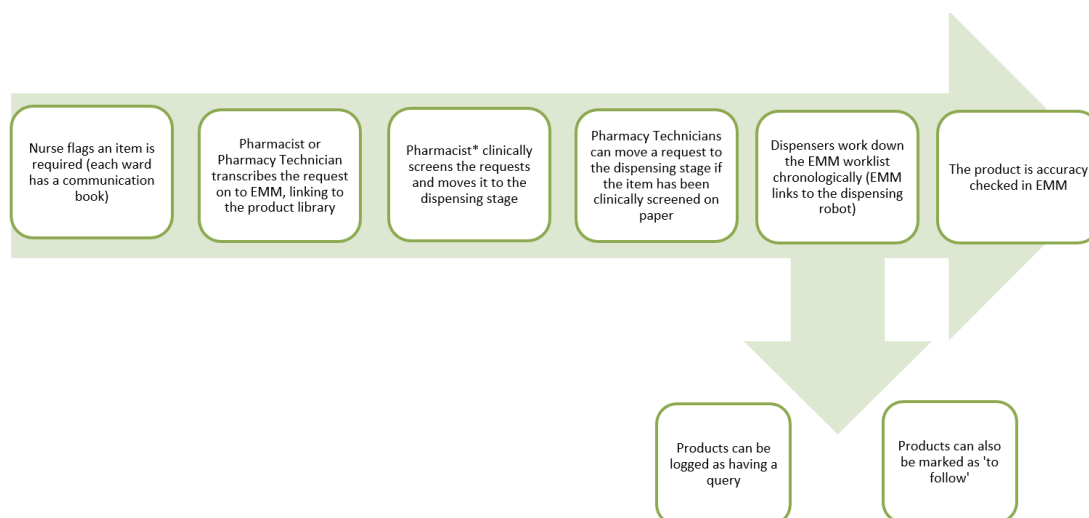 Nurse flags an item is
required (each ward
has a communication
book)
Pharmacist or
Pharmacy Technician
transcribes the request
on to EMM, linking to
the product library
Pharmacist* clinically
screens the requests
and moves it to the
dispensing stage
Pharmacy Technicians
can move a request to
the dispensing stage if
the item has been
clinically screened on
paper
Dispensers work down
the EMM worklist
chronologically (EMM
links to the dispensing
robot)
The product is accuracy
checked in EMM
Products can be
logged as having a
query
Products can also
be marked as 'to
follow'